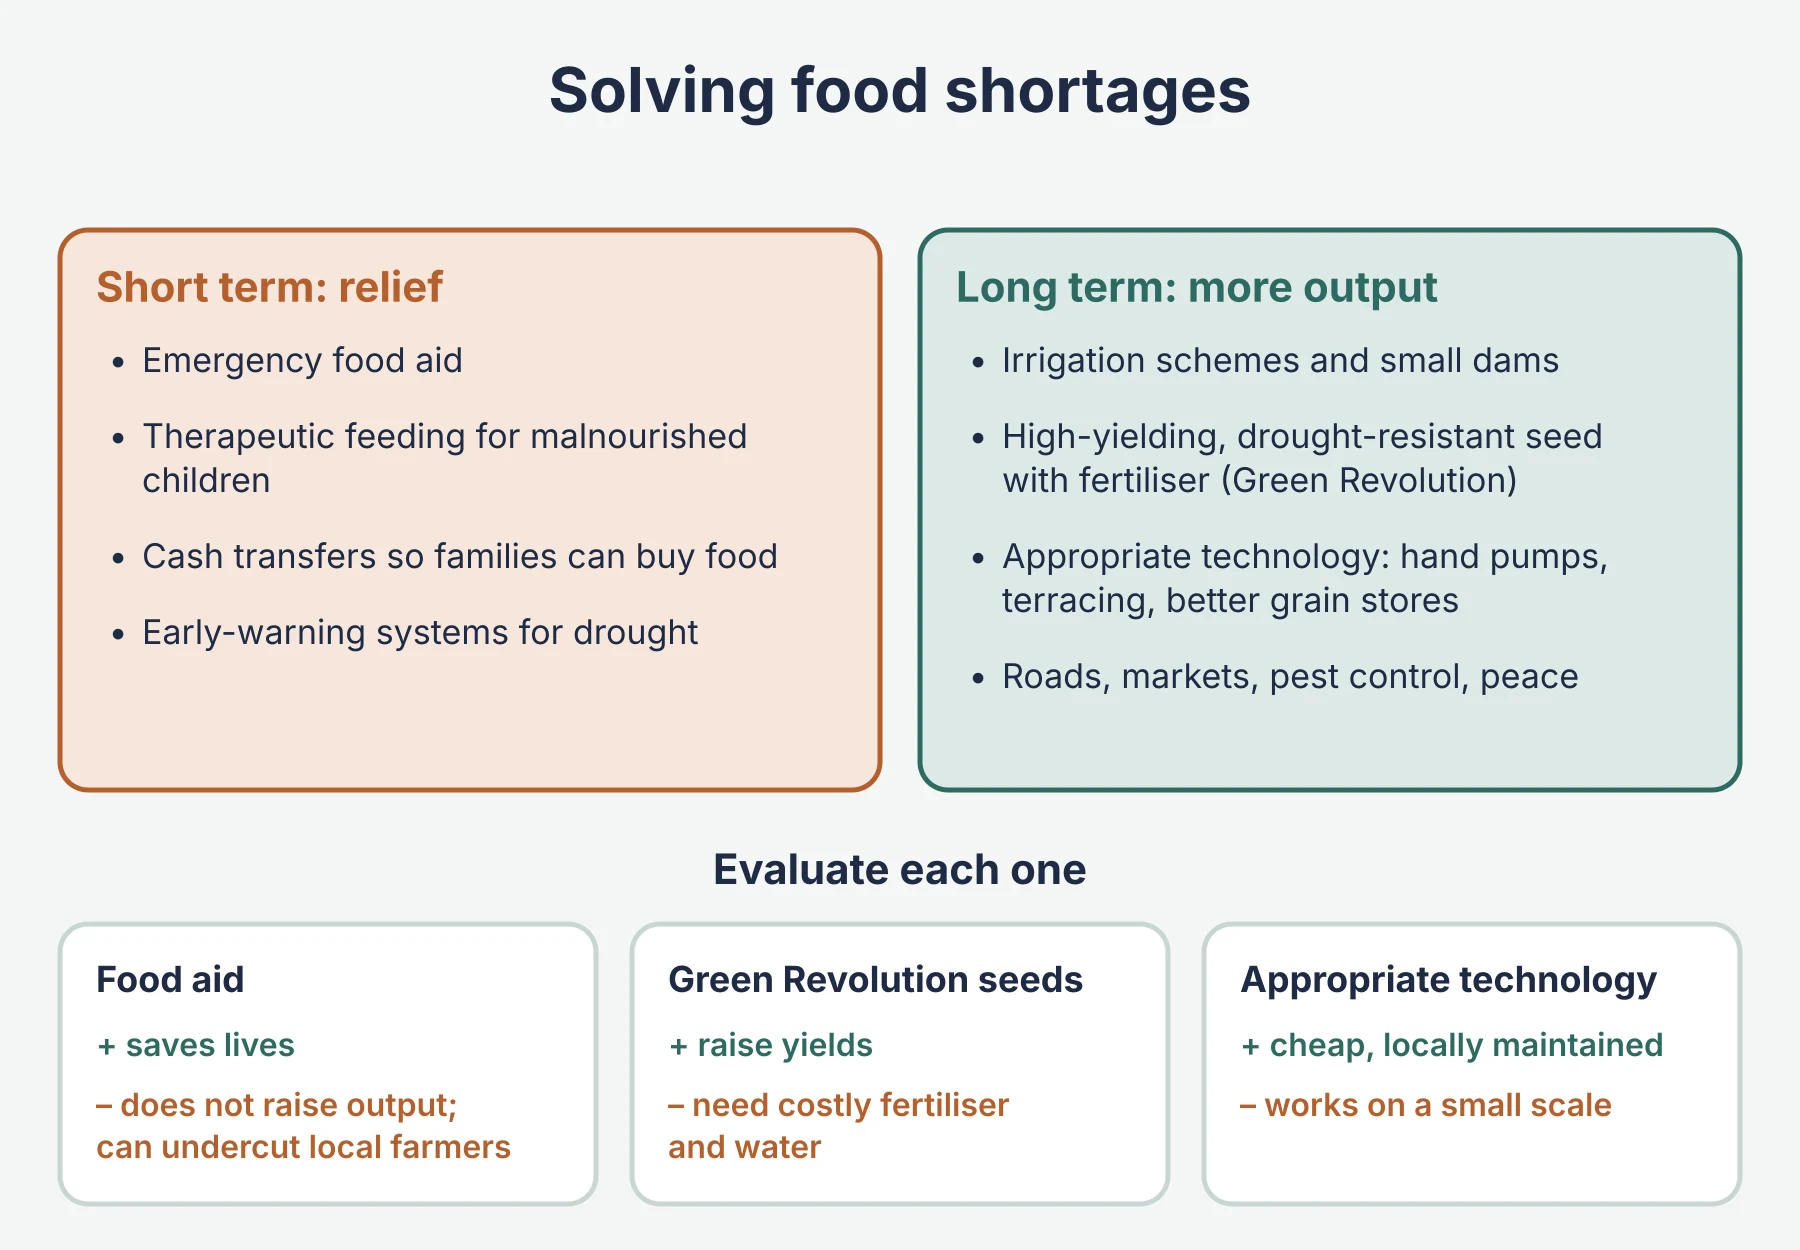 Solving food shortages
Short term: relief
• Emergency food aid
• Therapeutic feeding for malnourished
children
• Cash transfers so families can buy food
• Early-warning systems for drought
Long term: more output
• Irrigation schemes and small dams
• High-yielding, drought-resistant seed
with fertiliser (Green Revolution)
• Appropriate technology: hand pumps,
terracing, better grain stores
• Roads, markets, pest control, peace
Evaluate each one
Food aid
+ saves lives
– does not raise output;
can undercut local farmers
Green Revolution seeds
+ raise yields
– need costly fertiliser
and water
Appropriate technology
+ cheap, locally maintained
– works on a small scale